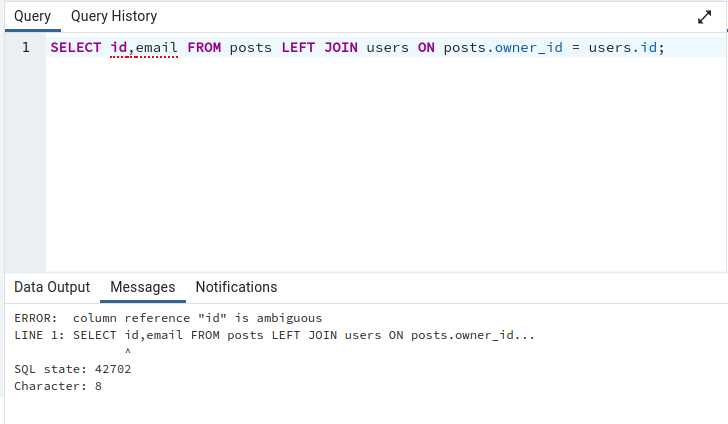 Query Query History
1 SELECT id,email FROM posts LEFT JOIN users ON posts.owner_id = users.id;
Data Output Messages Notifications
ERROR:  column reference "id" is ambiguous
LINE 1: SELECT id,email FROM posts LEFT JOIN users ON posts.owner_id...
^
SQL state: 42702
Character: 8